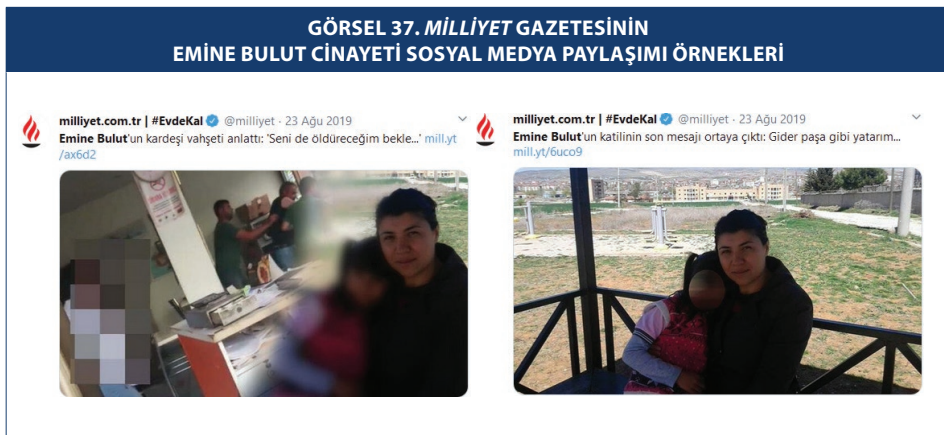 GÖRSEL 37. MİLLİYET GAZETESİNİN
EMİNE BULUT CİNAYETİ SOSYAL MEDYA PAYLAŞIMI ÖRNEKLERİ
milliyet.com.tr | #EvdeKal @milliyet · 23 Ağu 2019
Emine Bulut'un kardeşi vahşeti anlattı: 'Seni de öldüreceğim bekle...' mill.yt
/ax6d2
milliyet.com.tr | #EvdeKal @milliyet · 23 Ağu 2019
Emine Bulut'un katilinin son mesajı ortaya çıktı: Gider paşa gibi yatarım...
mill.yt/6uco9